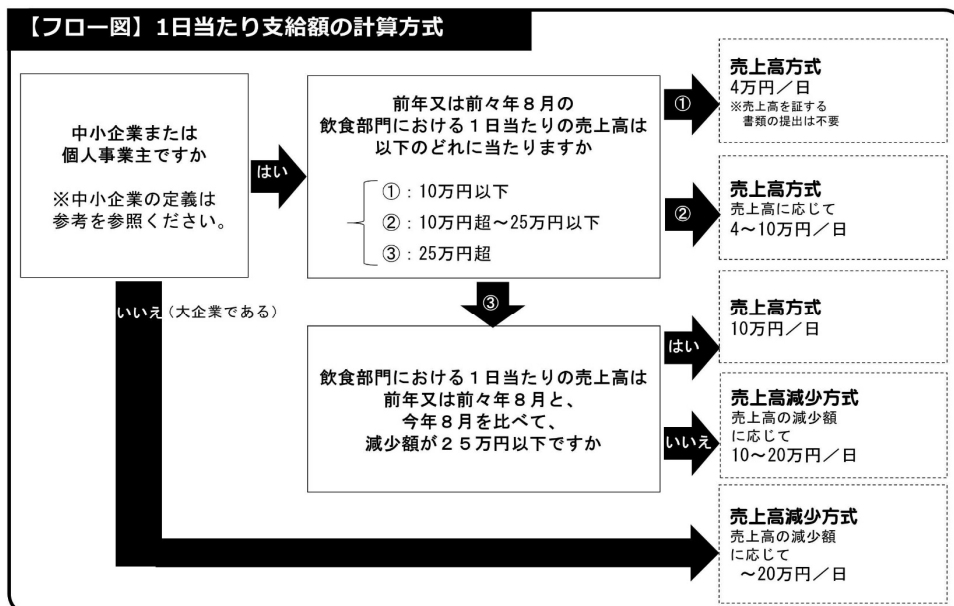 【フロー図】1日当たり支給額の計算方式
中小企業または
個人事業主ですか
※中小企業の定義は
参考を参照ください。
はい
前年又は前々年８月の
飲食部門における１日当たりの売上高は
以下のどれに当たりますか
①：10万円以下
②：10万円超～25万円以下
③：25万円超
①
売上高方式
4万円／日
※売上高を証する
書類の提出は不要
②
売上高方式
売上高に応じて
4～10万円／日
③
いいえ（大企業である）
飲食部門における１日当たりの売上高は
前年又は前々年８月と、
今年８月を比べて、
減少額が２５万円以下ですか
はい
売上高方式
10万円／日
いいえ
売上高減少方式
売上高の減少額
に応じて
10～20万円／日
売上高減少方式
売上高の減少額
に応じて
～20万円／日